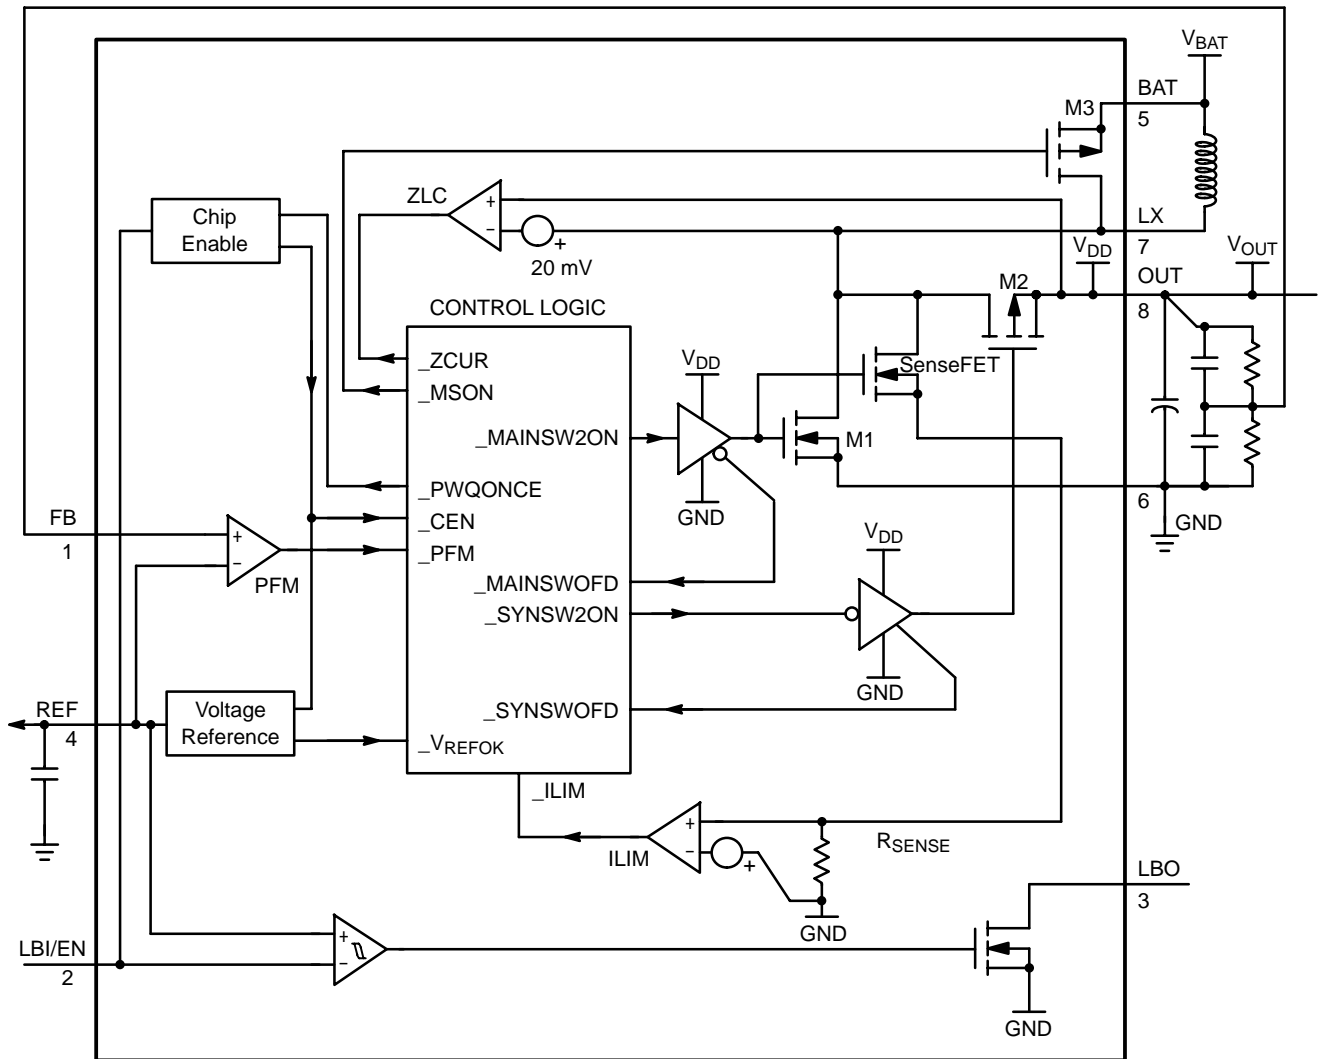 VBAT
BAT
5
M3
ZLC
+
−
+
20 mV
Chip
Enable
LX
7
VDD
VOUT
OUT
8
M2
CONTROL LOGIC
_ZCUR
_MSON
VDD
SenseFET
_MAINSW2ON
M1
_PWQONCE
GND
6
GND
FB
1
+
−
PFM
_CEN
_PFM
VDD
_MAINSWOFD
_SYNSW2ON
GND
REF
4
Voltage
Reference
_SYNSWOFD
_VREFOK
_ILIM
+
−
+
ILIM
RSENSE
GND
LBO
3
LBI/EN
2
+
−
GND